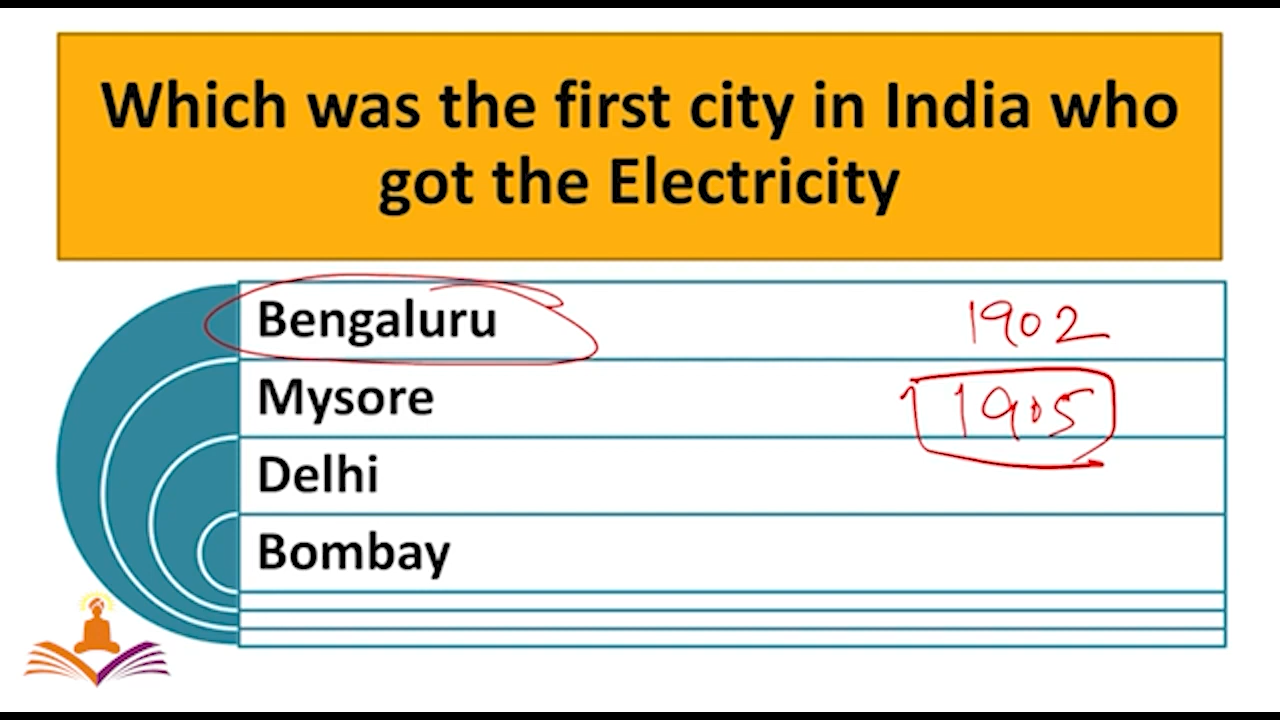 Which was the first city in India who
got the Electricity
Bengaluru 1902
Mysore 1905
Delhi
Bombay